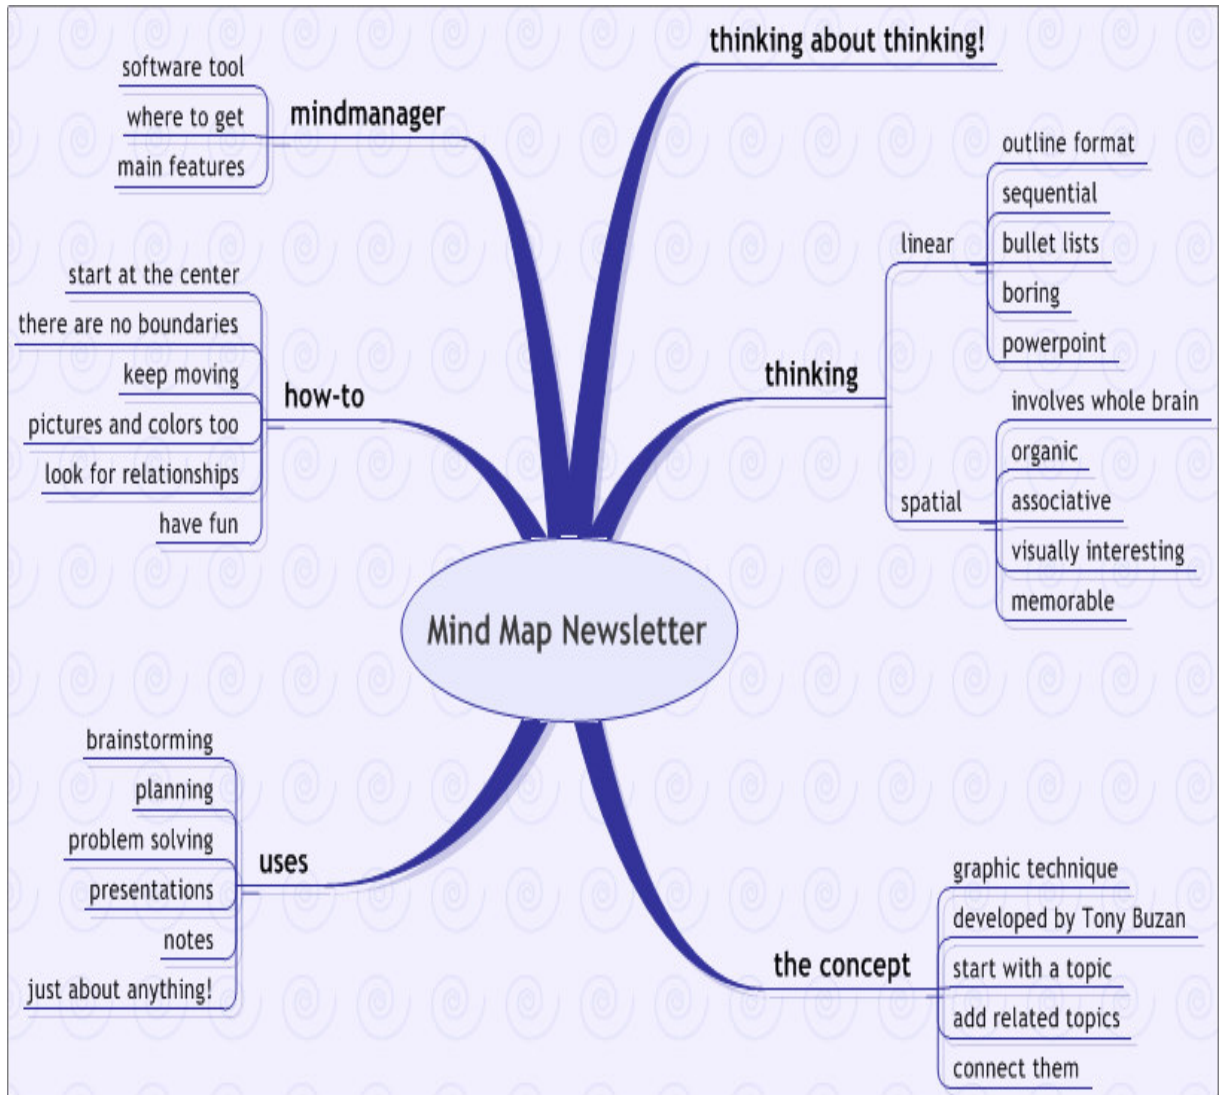 thinking about thinking!
thinking
linear
outline format
sequential
bullet lists
boring
powerpoint
spatial
involves whole brain
organic
associative
visually interesting
memorable
the concept
graphic technique
developed by Tony Buzan
start with a topic
add related topics
connect them
uses
brainstorming
planning
problem solving
presentations
notes
just about anything!
how-to
start at the center
there are no boundaries
keep moving
pictures and colors too
look for relationships
have fun
mindmanager
software tool
where to get
main features
Mind Map Newsletter